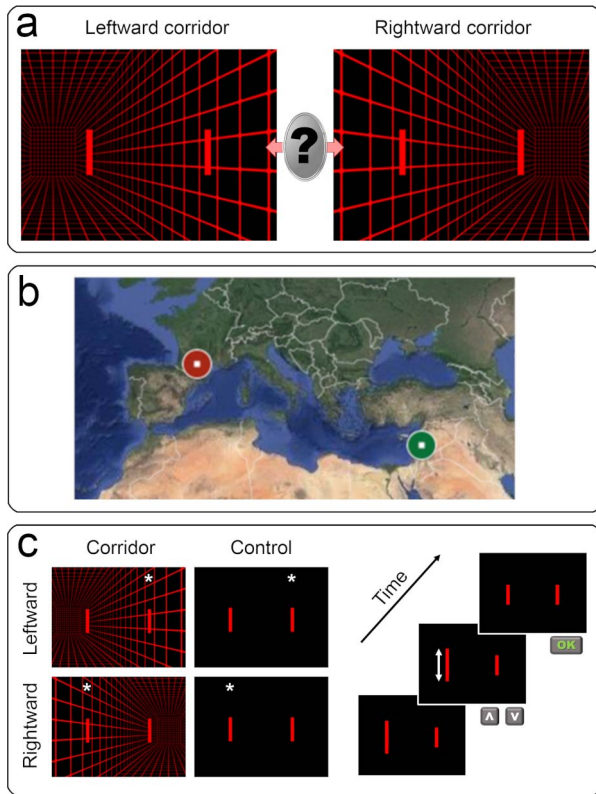 a
Leftward corridor
Rightward corridor
?
b
c
Corridor
Control
Leftward
*
*
Rightward
*
*
Time
OK
∧ ∨